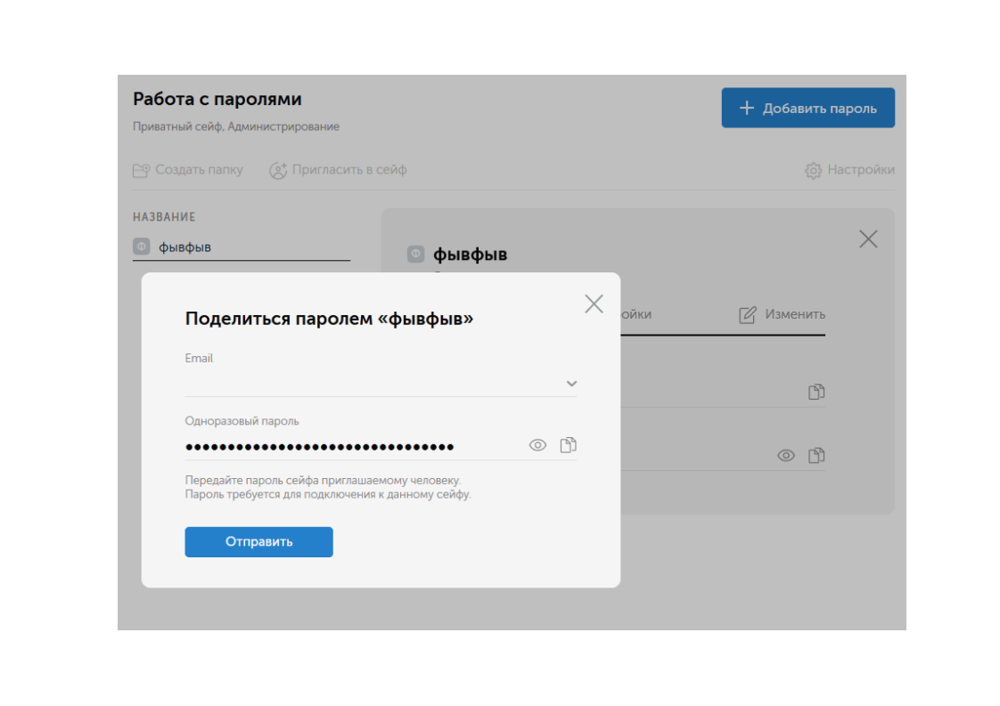 Работа с паролями
Приватный сейф, Администрирование
Добавить пароль
Создать папку
Пригласить в сейф
Настройки
НАЗВАНИЕ
Ф фывфыв
Ф фывфыв
ойки
Изменить
Поделиться паролем «фывфыв»
Email
Одноразовый пароль
Передайте пароль сейфа приглашаемому человеку.
Пароль требуется для подключения к данному сейфу.
Отправить